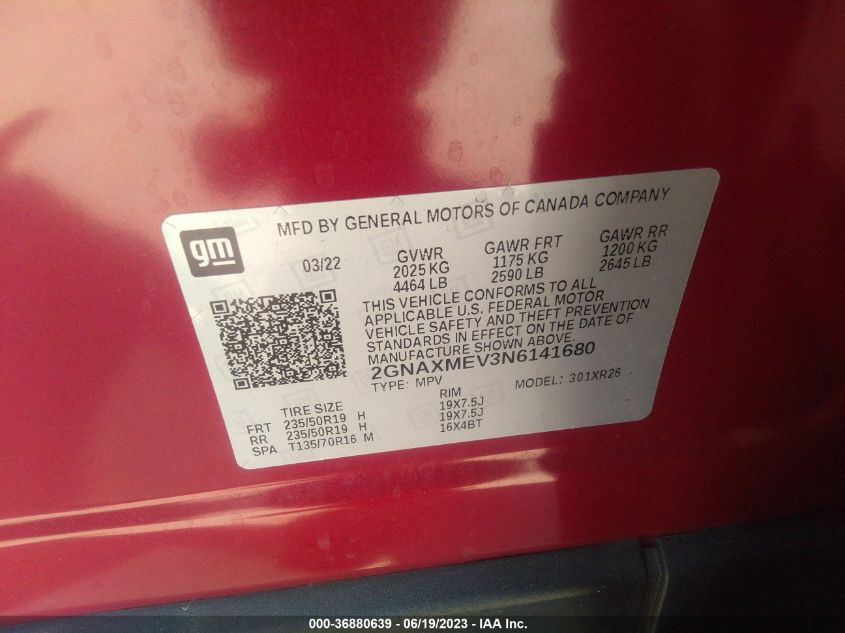 MFD BY GENERAL MOTORS OF CANADA COMPANY
gm
03/22
GVWR GAWR FRT GAWR RR
2025 KG 1175 KG 1200 KG
4464 LB 2590 LB 2645 LB
THIS VEHICLE CONFORMS TO ALL
APPLICABLE U.S. FEDERAL MOTOR
VEHICLE SAFETY AND THEFT PREVENTION
STANDARDS IN EFFECT ON THE DATE OF
MANUFACTURE SHOWN ABOVE.
2GNAXMEV3N6141680
TYPE: MPV MODEL: 301XR26
TIRE SIZE RIM
FRT 235/50R19 H 19X7.5J
RR 235/50R19 H 19X7.5J
SPA T135/70R16 M 16X4BT
000-36880639 - 06/19/2023 - IAA Inc.